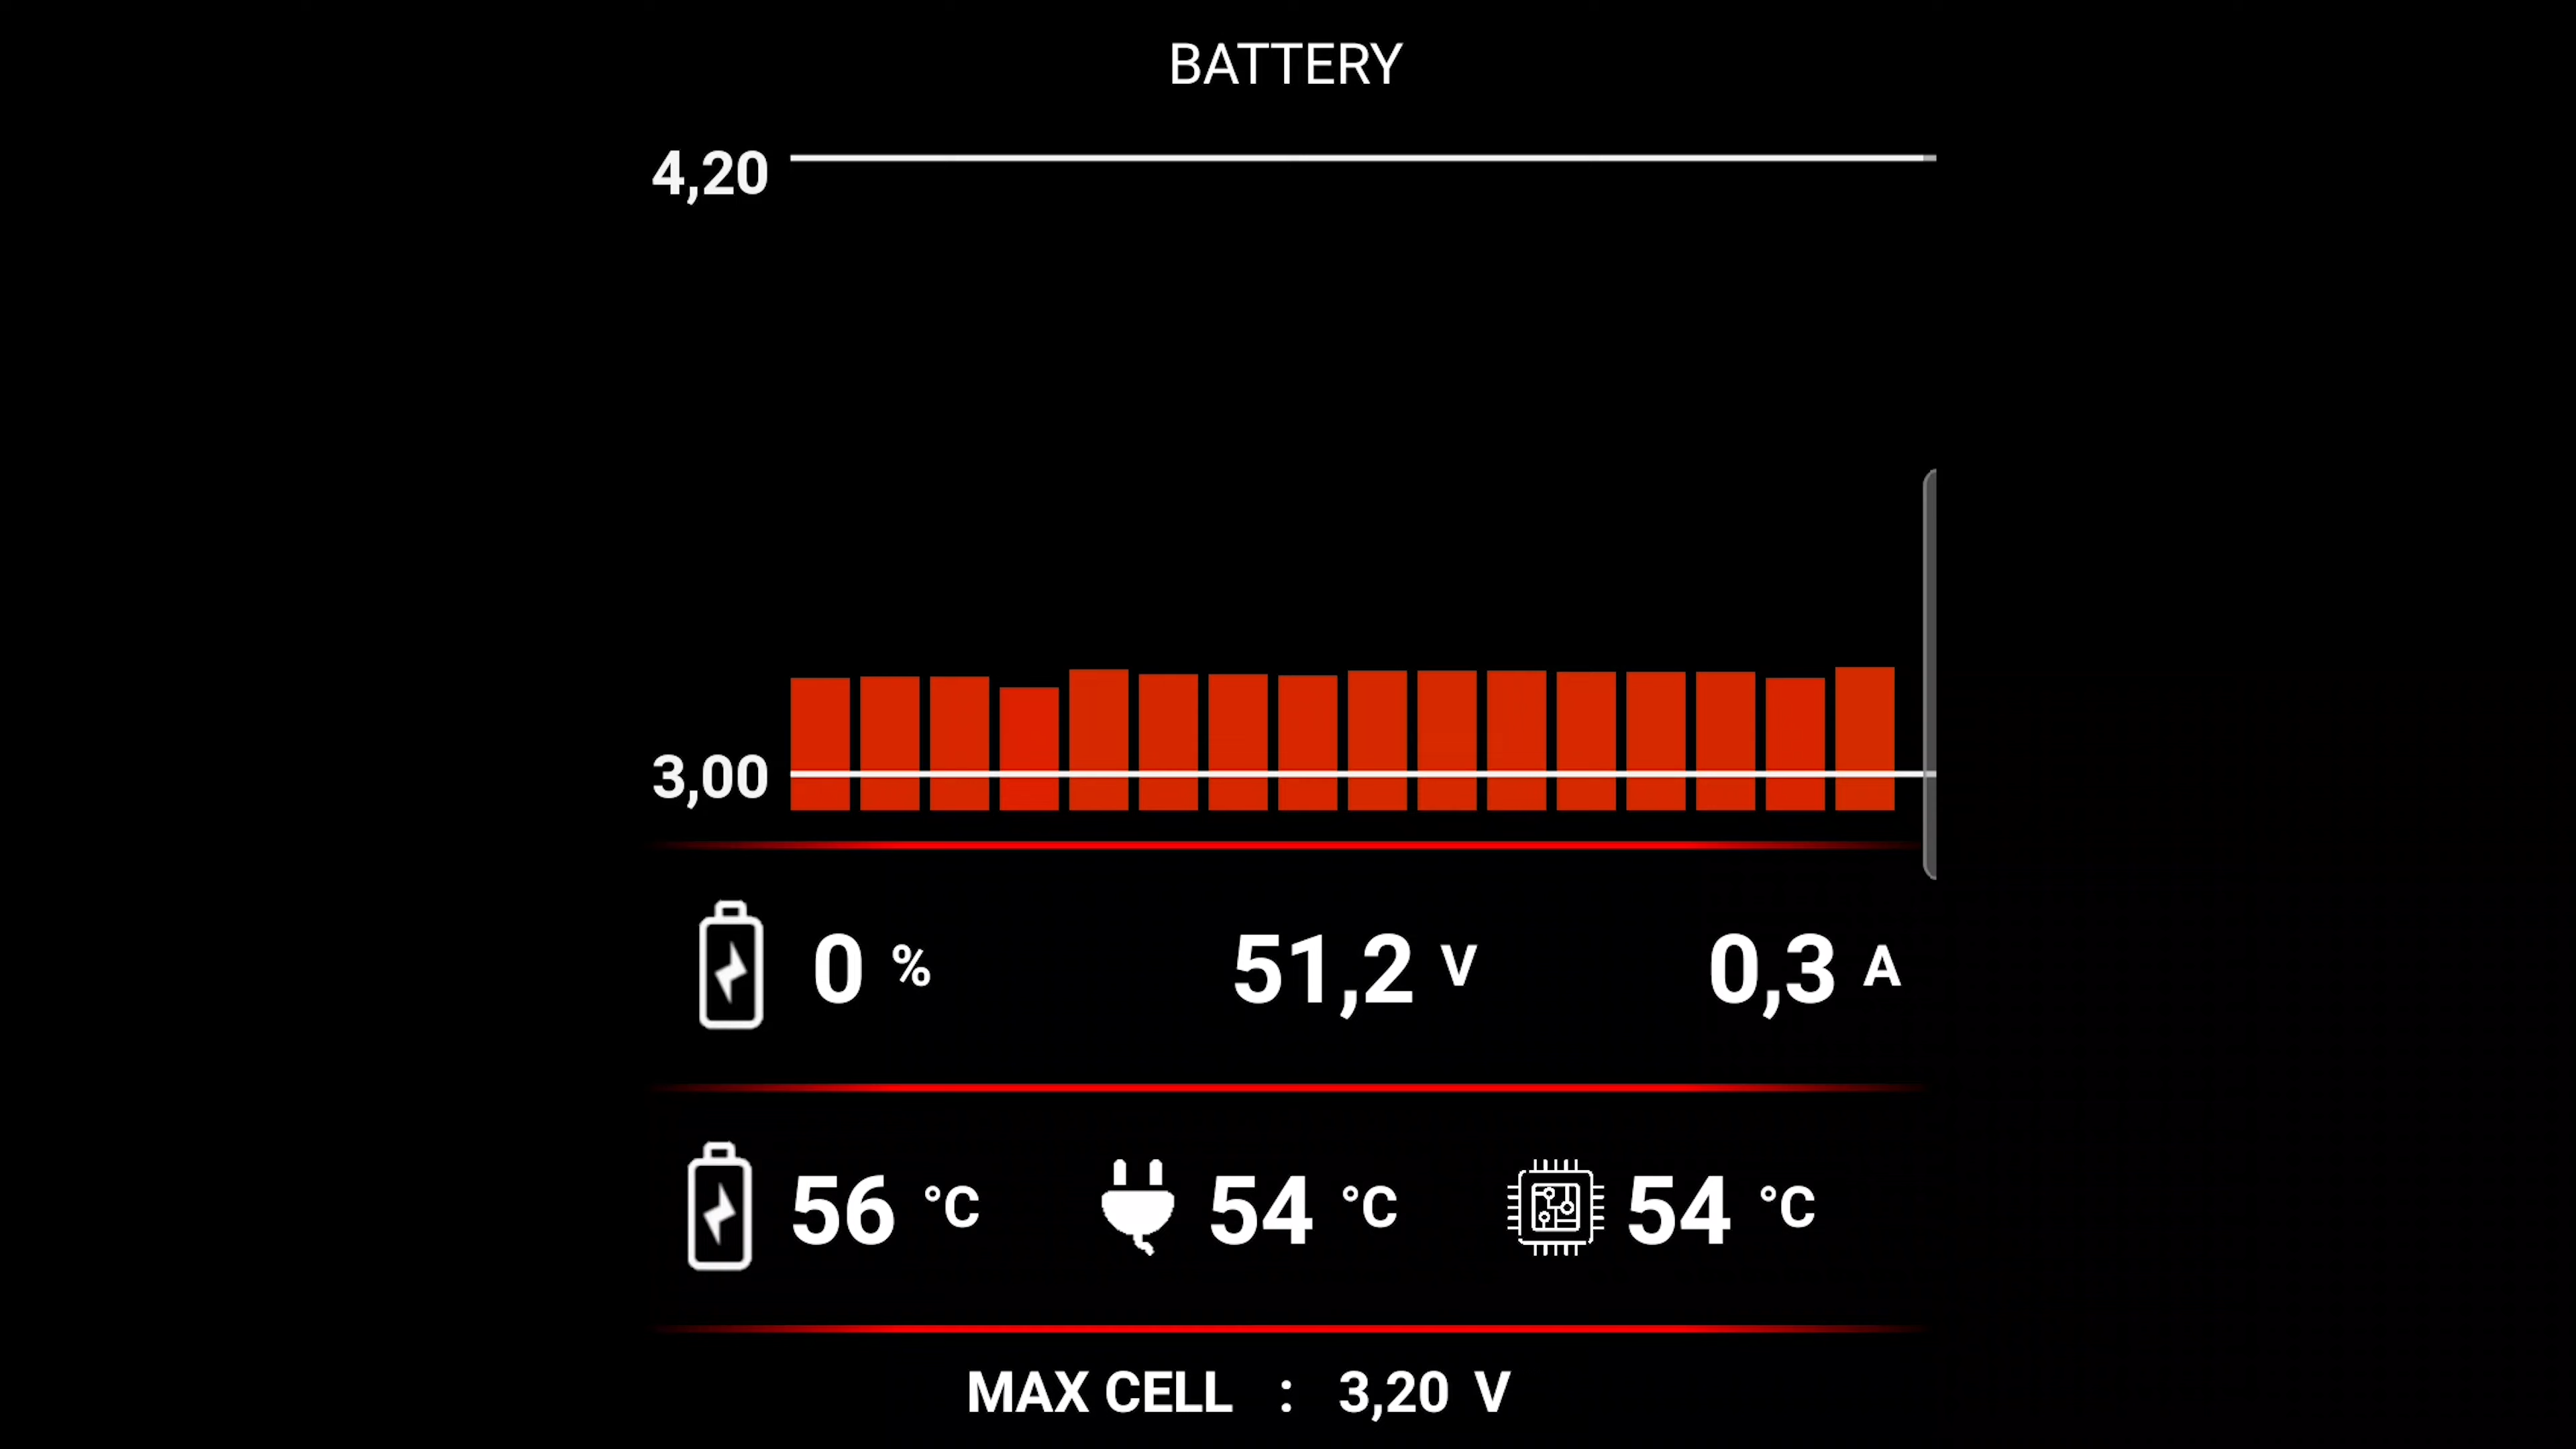 BATTERY
4,20
3,00
0 % 51,2 V 0,3 A
56 °C 54 °C 54 °C
MAX CELL : 3,20 V